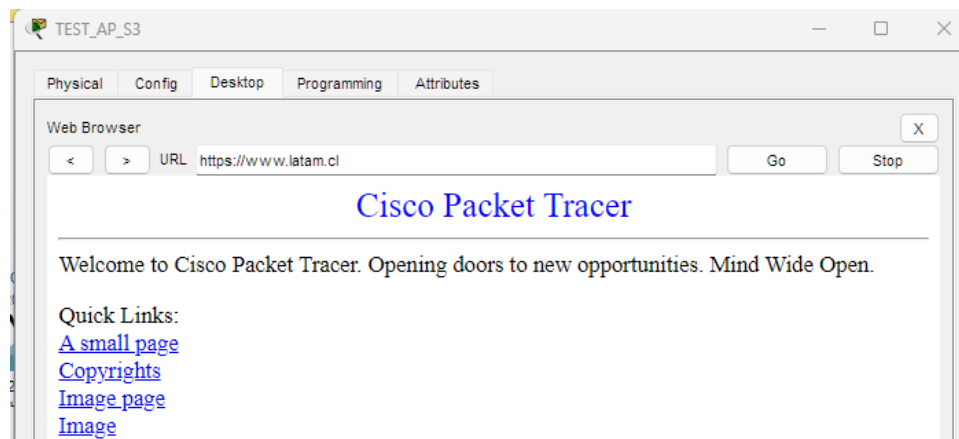 TEST_AP_S3
Physical Config Desktop Programming Attributes
Web Browser X
< > URL https://www.latam.cl Go Stop
Cisco Packet Tracer
Welcome to Cisco Packet Tracer. Opening doors to new opportunities. Mind Wide Open.
Quick Links:
A small page
Copyrights
Image page
Image